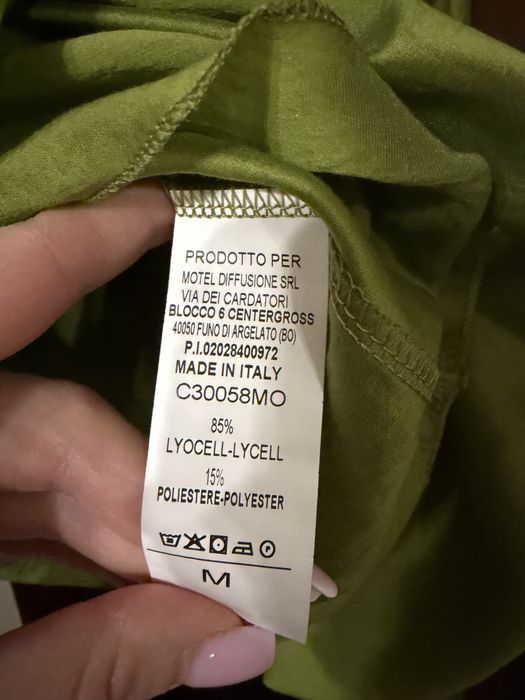 PRODOTTO PER
MOTEL DIFFUSIONE SRL
VIA DEI CARDATORI
BLOCCO 6 CENTERGROSS
40050 FUNO DI ARGELATO (BO)
P.I.02028400972
MADE IN ITALY
C30058MO
85%
LYOCELL-LYCELL
15%
POLIESTERE-POLYESTER
M